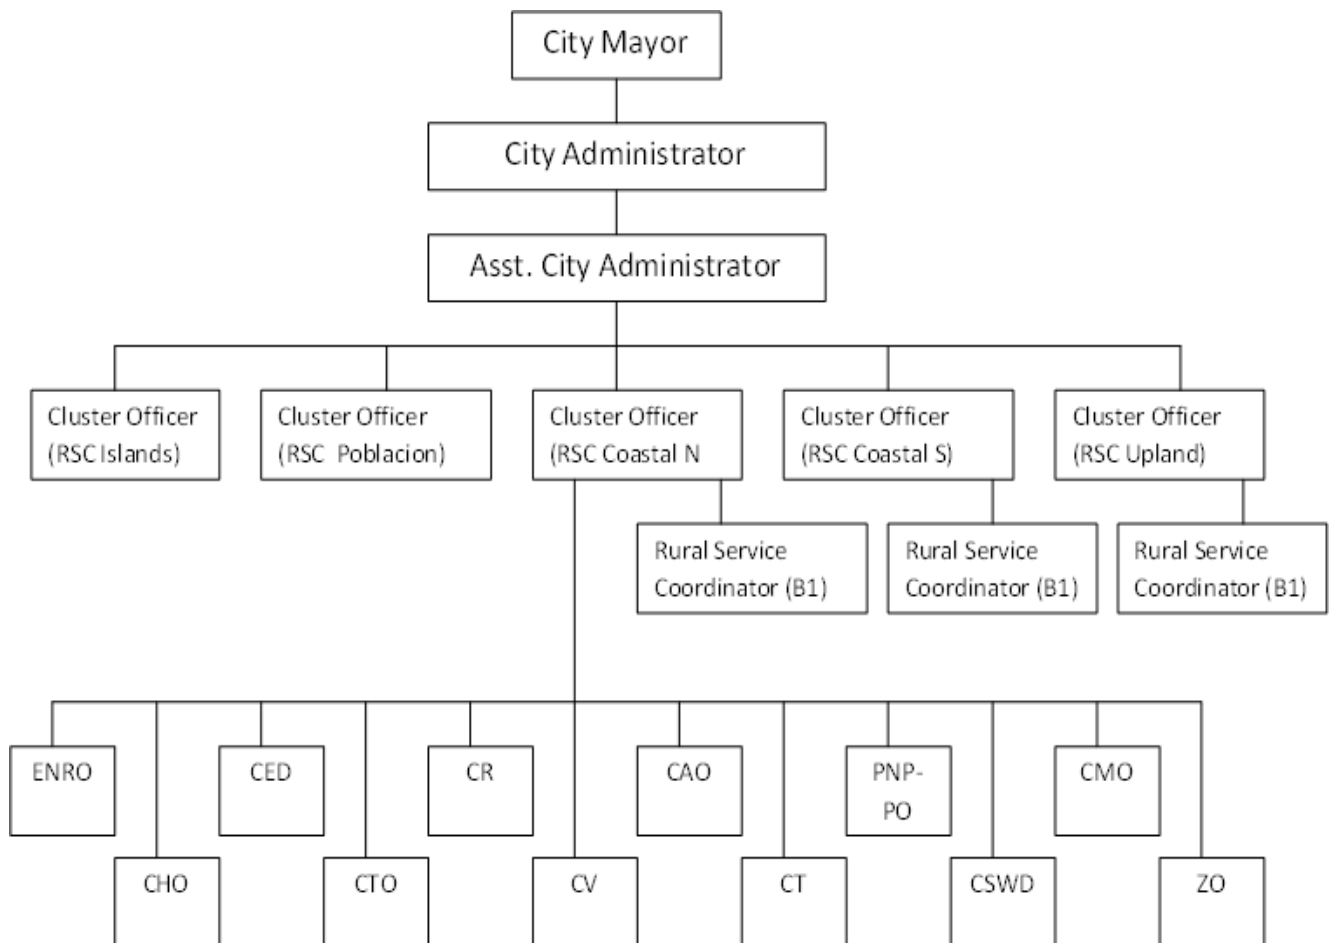 City Mayor
City Administrator
Asst. City Administrator
Cluster Officer
(RSC Islands)
Cluster Officer
(RSC Poblacion)
Cluster Officer
(RSC Coastal N
Cluster Officer
(RSC Coastal S)
Cluster Officer
(RSC Upland)
Rural Service
Coordinator (B1)
Rural Service
Coordinator (B1)
Rural Service
Coordinator (B1)
ENRO
CED
CR
CAO
PNP-
PO
CMO
CHO
CTO
CV
CT
CSWD
ZO